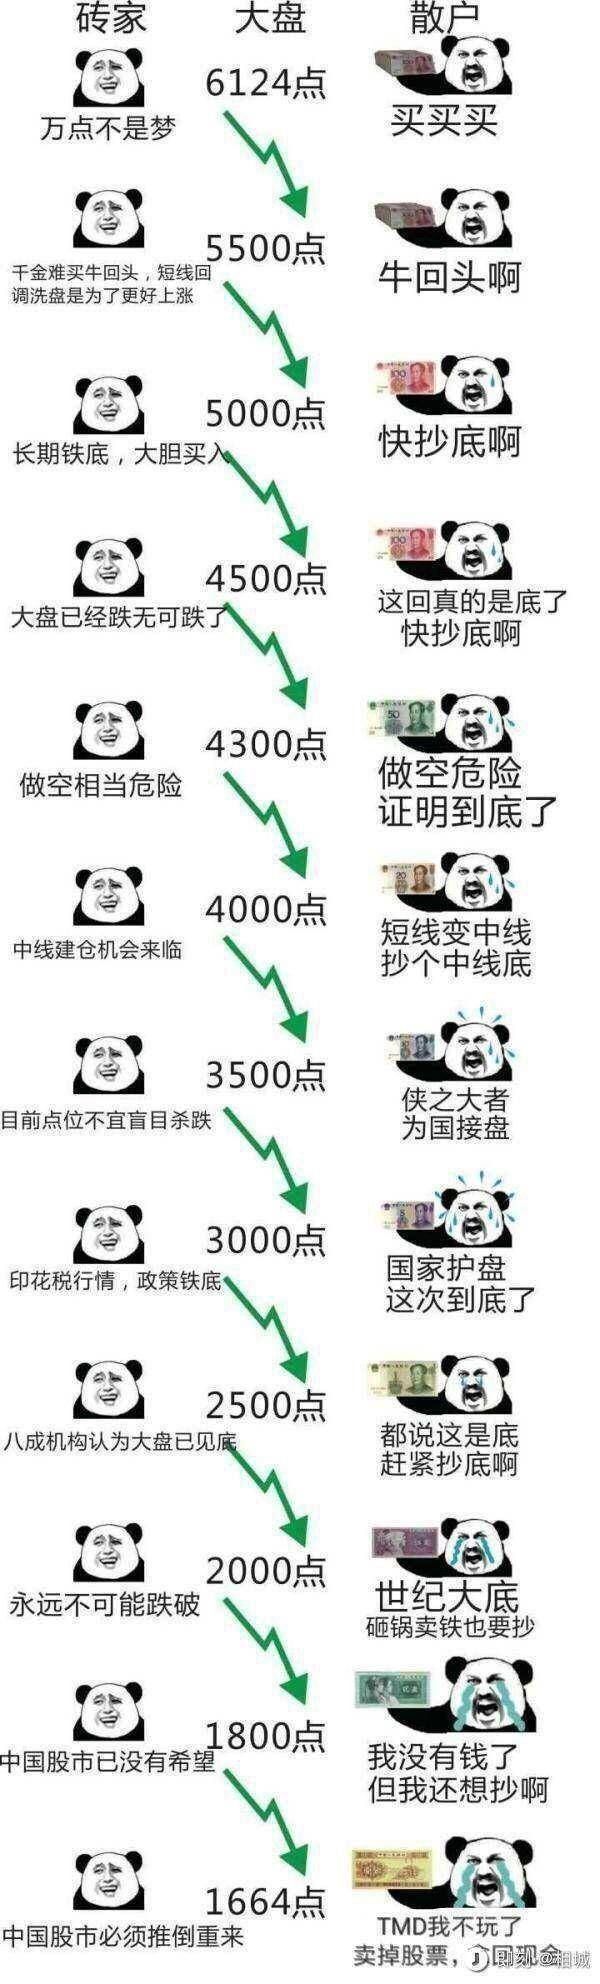 砖家 大盘 散户
6124点
万点不是梦
买买买
5500点
千金难买牛回头，短线回
调洗盘是为了更好上涨
牛回头啊
5000点
长期铁底，大胆买入
快抄底啊
4500点
大盘已经跌无可跌了
这回真的是底了
快抄底啊
4300点
做空相当危险
做空危险
证明到底了
4000点
中线建仓机会来临
短线变中线
抄个中线底
3500点
目前点位不宜盲目杀跌
侠之大者
为国接盘
3000点
印花税行情，政策铁底
国家护盘
这次到底了
2500点
八成机构认为大盘已见底
都说这是底
赶紧抄底啊
2000点
永远不可能跌破
世纪大底
砸锅卖铁也要抄
1800点
中国股市已没有希望
我没有钱了
但我还想抄啊
1664点
中国股市必须推倒重来
TMD我不玩了
卖掉股票，回现金
即刻@相城